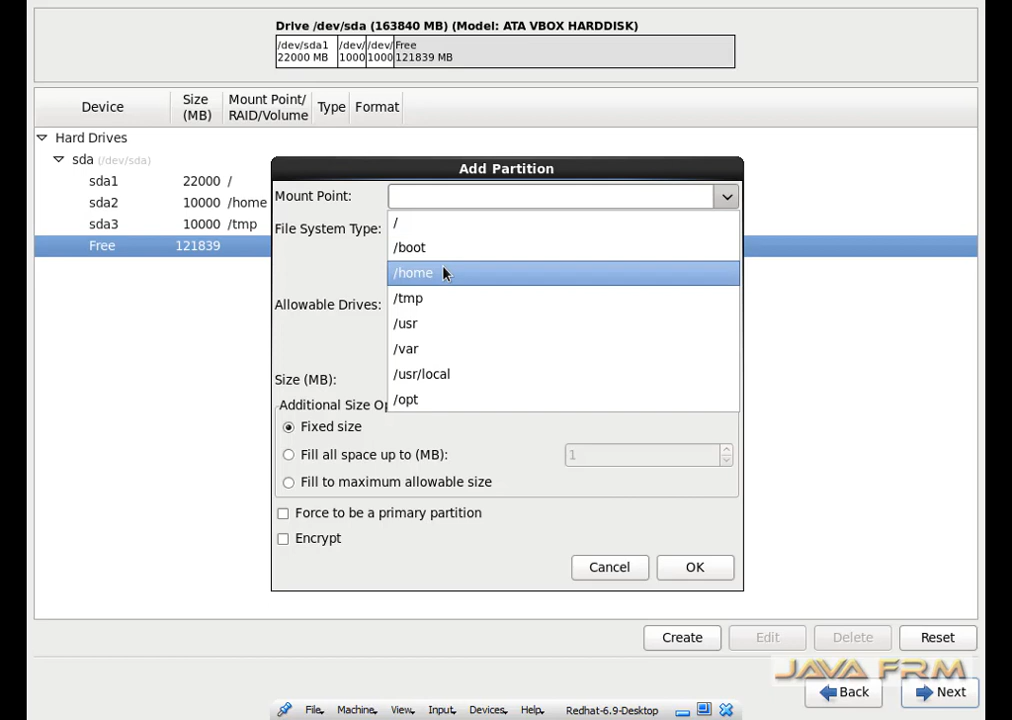 Drive /dev/sda (163840 MB) (Model: ATA VBOX HARDDISK)
/dev/sda1 /dev/ /dev/ Free
22000 MB 1000 1000 121839 MB
Device Size (MB) Mount Point/ RAID/Volume Type Format
Hard Drives
sda (/dev/sda)
sda1 22000 /
sda2 10000 /home
sda3 10000 /tmp
Free 121839
Add Partition
Mount Point:
File System Type:
/
/boot
/home
/tmp
/usr
/var
/usr/local
/opt
Allowable Drives:
Size (MB):
Additional Size Op
Fixed size
Fill all space up to (MB): 1
Fill to maximum allowable size
Force to be a primary partition
Encrypt
Cancel OK
Create Edit Delete Reset
JAVA FRM
Back Next
File Machine View Input Devices Help Redhat-6.9-Desktop